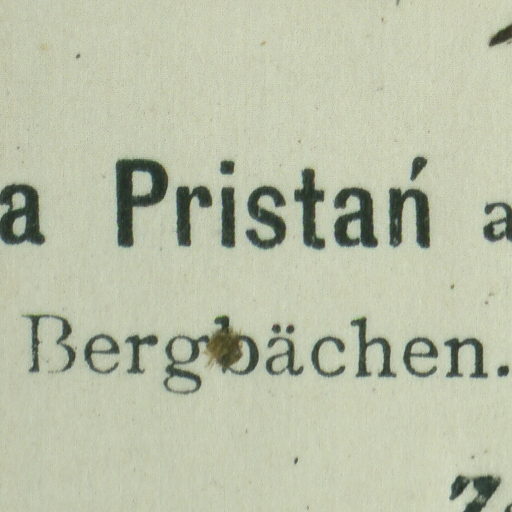 a Pristań a
Bergbächen.